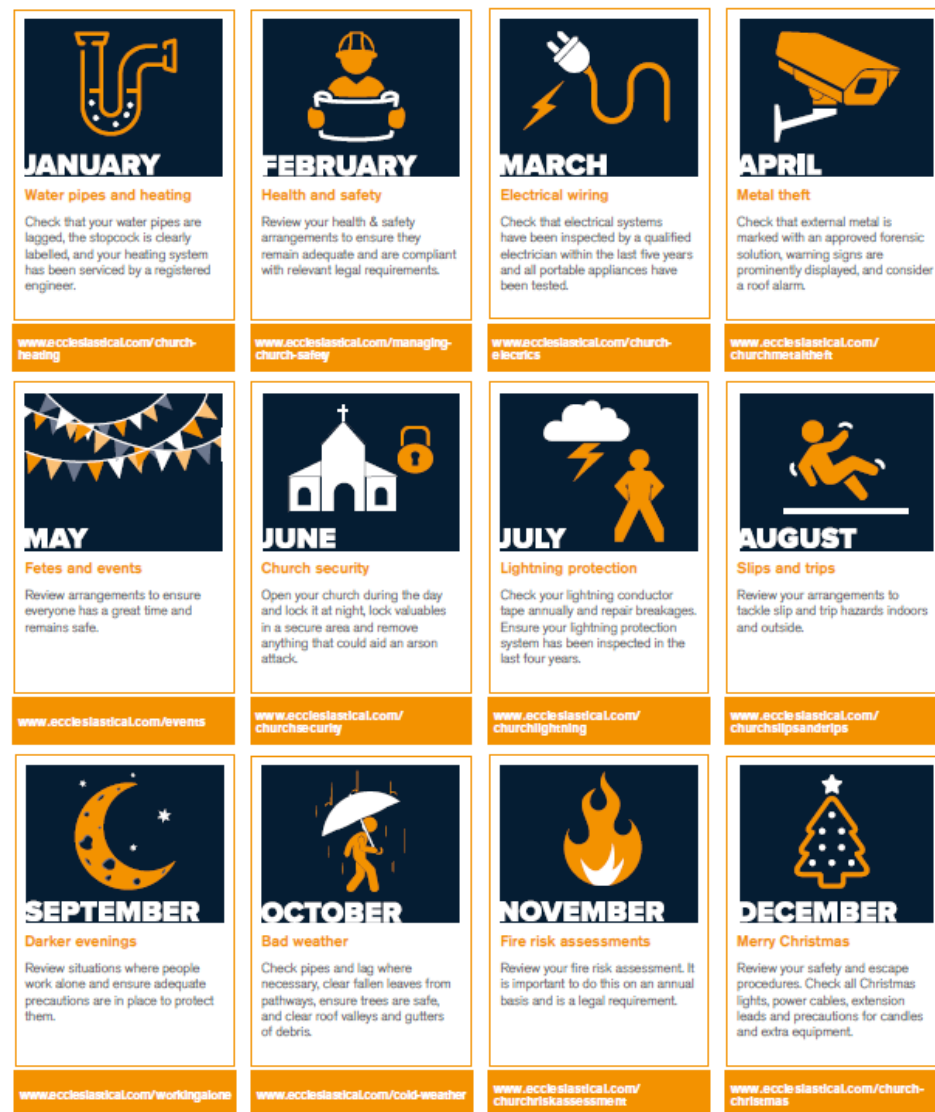 JANUARY
Water pipes and heating
Check that your water pipes are
lagged, the stopcock is clearly
labelled, and your heating system
has been serviced by a registered
engineer.
www.ecclesiastical.com/church-
heating
FEBRUARY
Health and safety
Review your health & safety
arrangements to ensure they
remain adequate and are compliant
with relevant legal requirements.
www.ecclesiastical.com/managing-
church-safety
MARCH
Electrical wiring
Check that electrical systems
have been inspected by a qualified
electrician within the last five years
and all portable appliances have
been tested.
www.ecclesiastical.com/church-
electrics
APRIL
Metal theft
Check that external metal is
marked with an approved forensic
solution, warning signs are
prominently displayed, and consider
a roof alarm.
www.ecclesiastical.com/
churchmetaltheft
MAY
Fetes and events
Review arrangements to ensure
everyone has a great time and
remains safe.
www.ecclesiastical.com/events
JUNE
Church security
Open your church during the day
and lock it at night, lock valuables
in a secure area and remove
anything that could aid an arson
attack.
www.ecclesiastical.com/
churchsecurity
JULY
Lightning protection
Check your lightning conductor
tape annually and repair breakages.
Ensure your lightning protection
system has been inspected in the
last four years.
www.ecclesiastical.com/
churchlightning
AUGUST
Slips and trips
Review your arrangements to
tackle slip and trip hazards indoors
and outside.
www.ecclesiastical.com/
churchslipsandtrips
SEPTEMBER
Darker evenings
Review situations where people
work alone and ensure adequate
precautions are in place to protect
them.
www.ecclesiastical.com/workingalone
OCTOBER
Bad weather
Check pipes and lag where
necessary, clear fallen leaves from
pathways, ensure trees are safe,
and clear roof valleys and gutters
of debris.
www.ecclesiastical.com/cold-weather
NOVEMBER
Fire risk assessments
Review your fire risk assessment. It
is important to do this on an annual
basis and is a legal requirement.
www.ecclesiastical.com/
churchriskassessment
DECEMBER
Merry Christmas
Review your safety and escape
procedures. Check all Christmas
lights, power cables, extension
leads and precautions for candles
and extra equipment.
www.ecclesiastical.com/church-
christmas